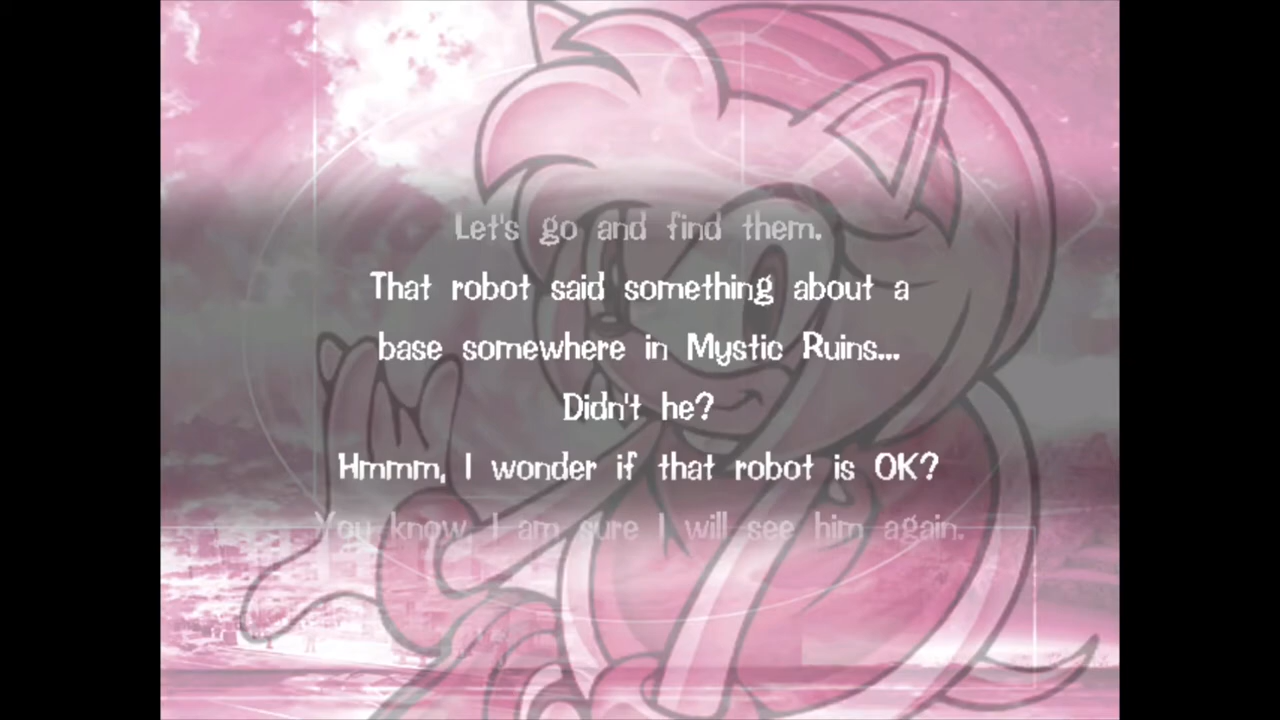 Let's go and find them.
That robot said something about a
base somewhere in Mystic Ruins...
Didn't he?
Hmmm, I wonder if that robot is OK?
You know, I am sure I will see him again.